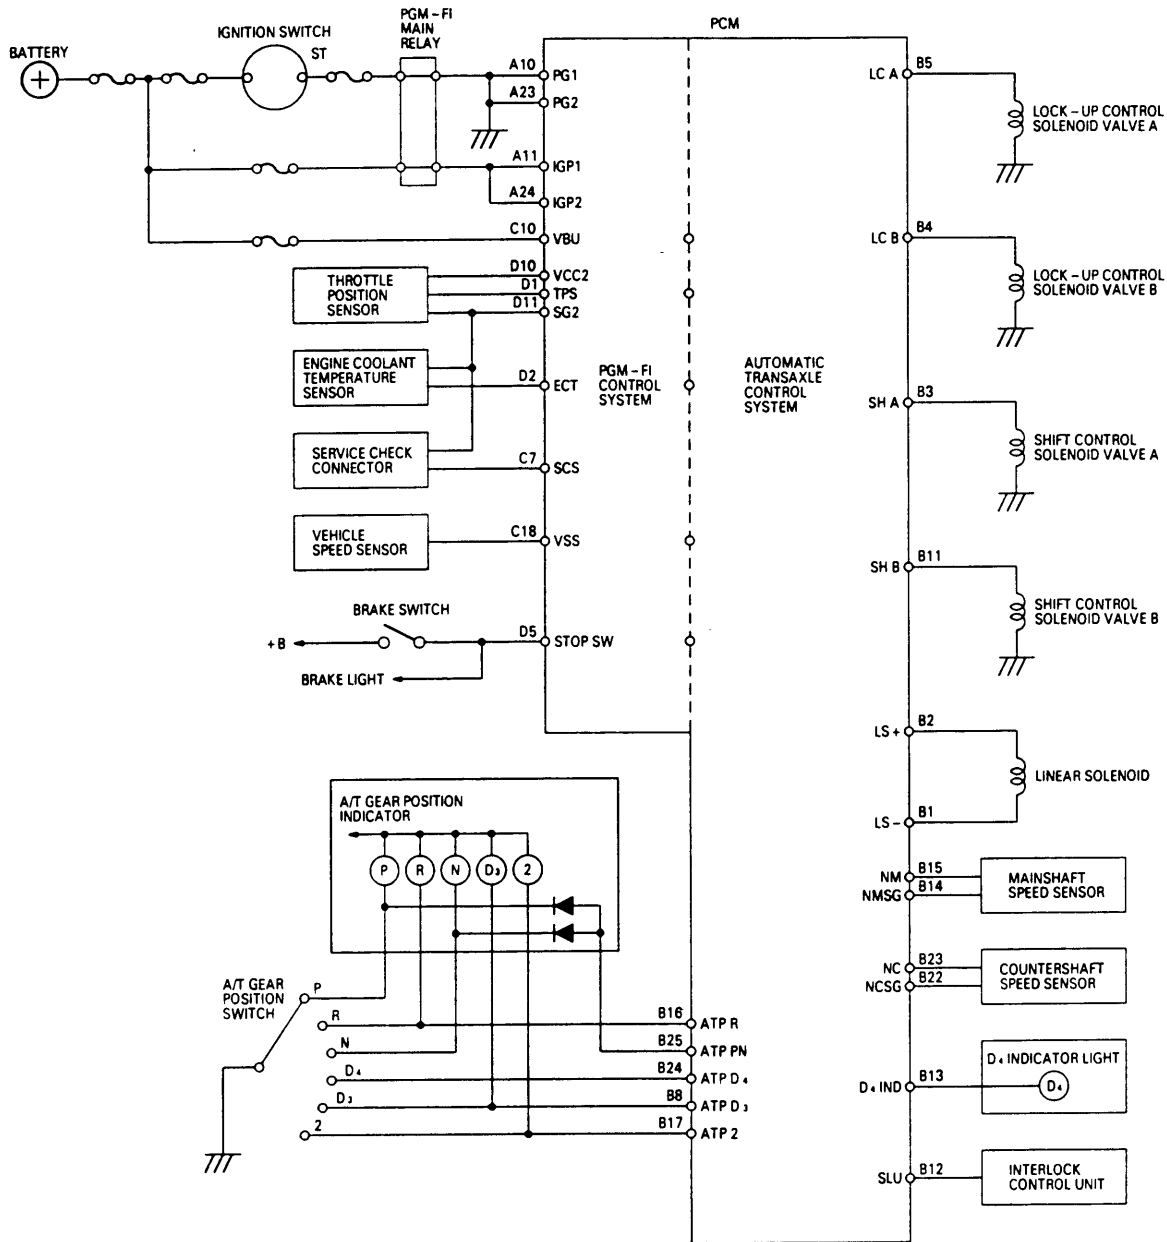 BATTERY
IGNITION SWITCH
ST
PGM-FI
MAIN
RELAY
PCM
A10
PG1
A23
PG2
A11
IGP1
A24
IGP2
C10
VBU
THROTTLE
POSITION
SENSOR
D10
VCC2
D1
TPS
D11
SG2
ENGINE COOLANT
TEMPERATURE
SENSOR
D2
ECT
SERVICE CHECK
CONNECTOR
C7
SCS
VEHICLE
SPEED SENSOR
C18
VSS
BRAKE SWITCH
+B
D5
STOP SW
BRAKE LIGHT
PGM-FI
CONTROL
SYSTEM
AUTOMATIC
TRANSAXLE
CONTROL
SYSTEM
LC A
B5
LOCK-UP CONTROL
SOLENOID VALVE A
LC B
B4
LOCK-UP CONTROL
SOLENOID VALVE B
SH A
B3
SHIFT CONTROL
SOLENOID VALVE A
SH B
B11
SHIFT CONTROL
SOLENOID VALVE B
LS+
B2
LINEAR SOLENOID
LS-
B1
NM
B15
NMSG
B14
MAINSHAFT
SPEED SENSOR
NC
B23
NCSG
B22
COUNTERSHAFT
SPEED SENSOR
D4 INDICATOR LIGHT
D4 IND
B13
D4
SLU
B12
INTERLOCK
CONTROL UNIT
A/T GEAR POSITION
INDICATOR
P
R
N
D3
2
A/T GEAR
POSITION
SWITCH
P
R
B16
ATP R
N
B25
ATP PN
D4
B24
ATP D4
D3
B8
ATP D3
2
B17
ATP 2